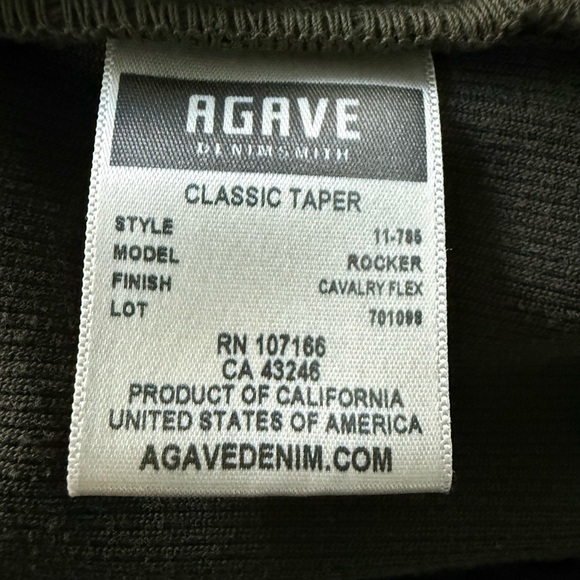 AGAVE
DENIMSMITH
CLASSIC TAPER
STYLE 11-785
MODEL ROCKER
FINISH CAVALRY FLEX
LOT 701098
RN 107166
CA 43246
PRODUCT OF CALIFORNIA
UNITED STATES OF AMERICA
AGAVEDENIM.COM